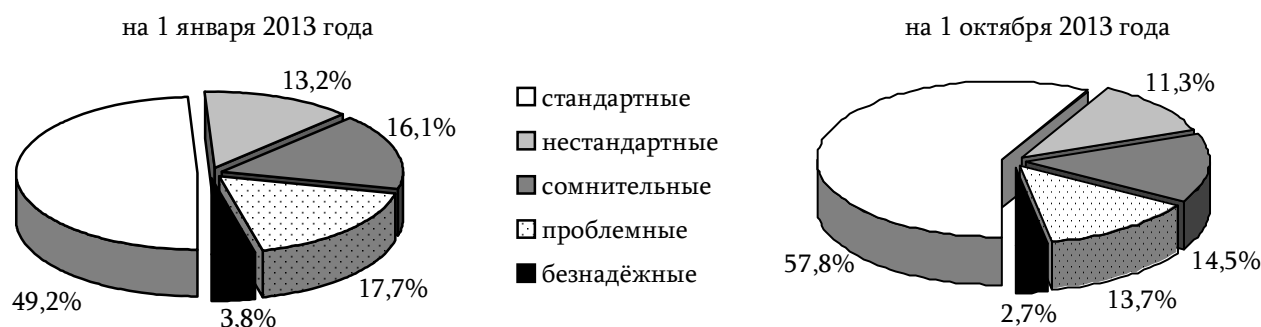 на 1 января 2013 года
13,2%
16,1%
17,7%
3,8%
49,2%
стандартные
нестандартные
сомнительные
проблемные
безнадёжные
на 1 октября 2013 года
11,3%
14,5%
13,7%
2,7%
57,8%